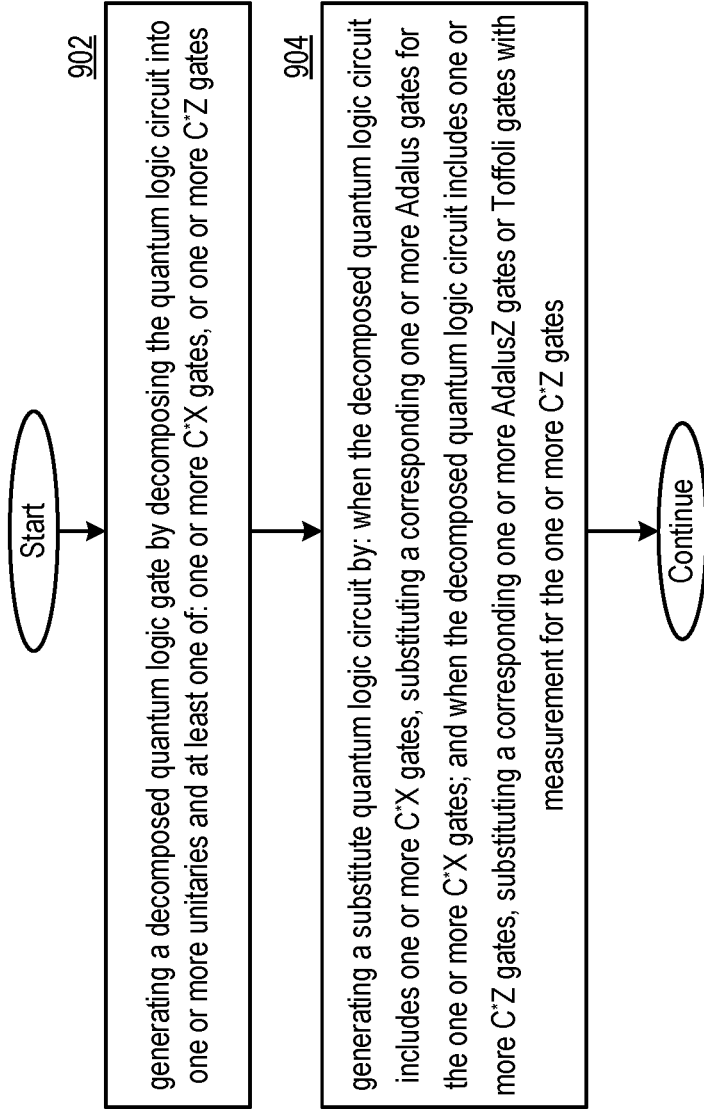 Start
902
generating a decomposed quantum logic gate by decomposing the quantum logic circuit into
one or more unitaries and at least one of: one or more C*X gates, or one or more C*Z gates
904
generating a substitute quantum logic circuit by: when the decomposed quantum logic circuit
includes one or more C*X gates, substituting a corresponding one or more Adalus gates for
the one or more C*X gates; and when the decomposed quantum logic circuit includes one or
more C*Z gates, substituting a corresponding one or more AdalusZ gates or Toffoli gates with
measurement for the one or more C*Z gates
Continue